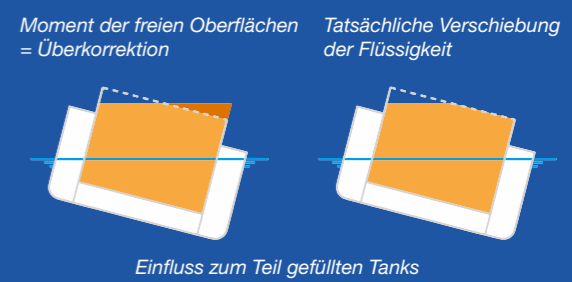 Moment der freien Oberflächen
= Überkorrektion
Tatsächliche Verschiebung
der Flüssigkeit
Einfluss zum Teil gefüllten Tanks